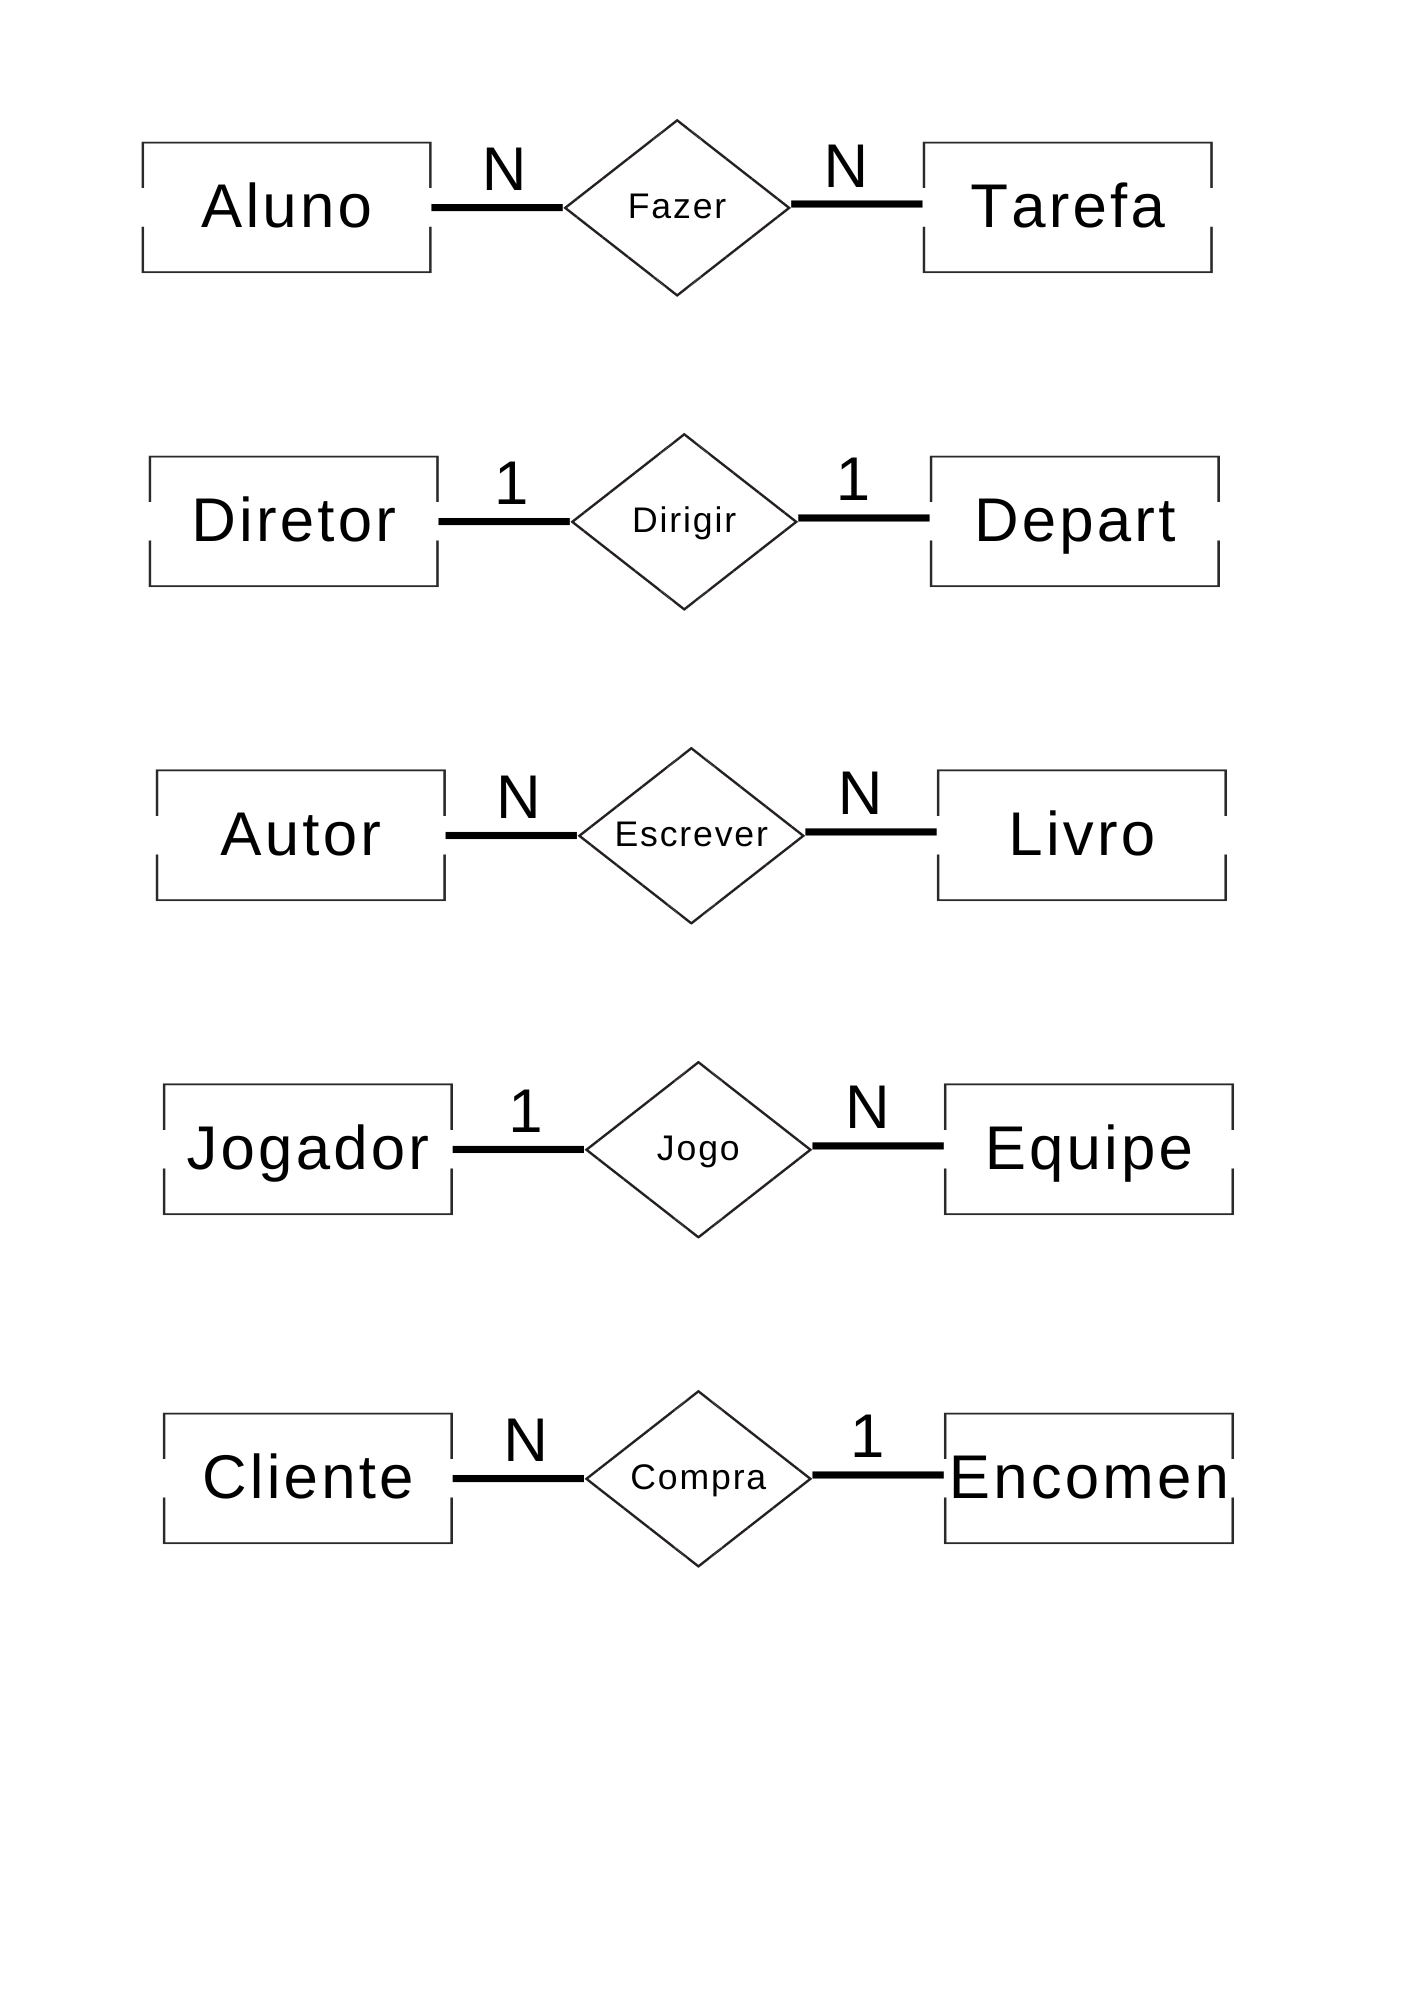 Aluno N Fazer N Tarefa
Diretor 1 Dirigir 1 Depart
Autor N Escrever N Livro
Jogador 1 Jogo N Equipe
Cliente N Compra 1 Encomen